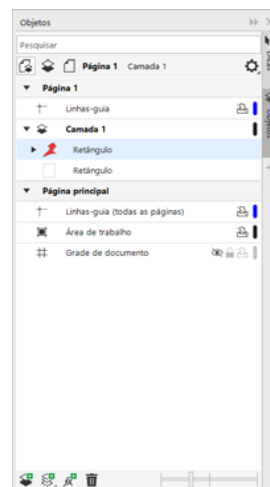 Objetos
Pesquisar
Página 1 Camada 1
Página 1
Linhas-guia
Camada 1
Retângulo
Retângulo
Página principal
Linhas-guia (todas as páginas)
Área de trabalho
Grade de documento
Objetos